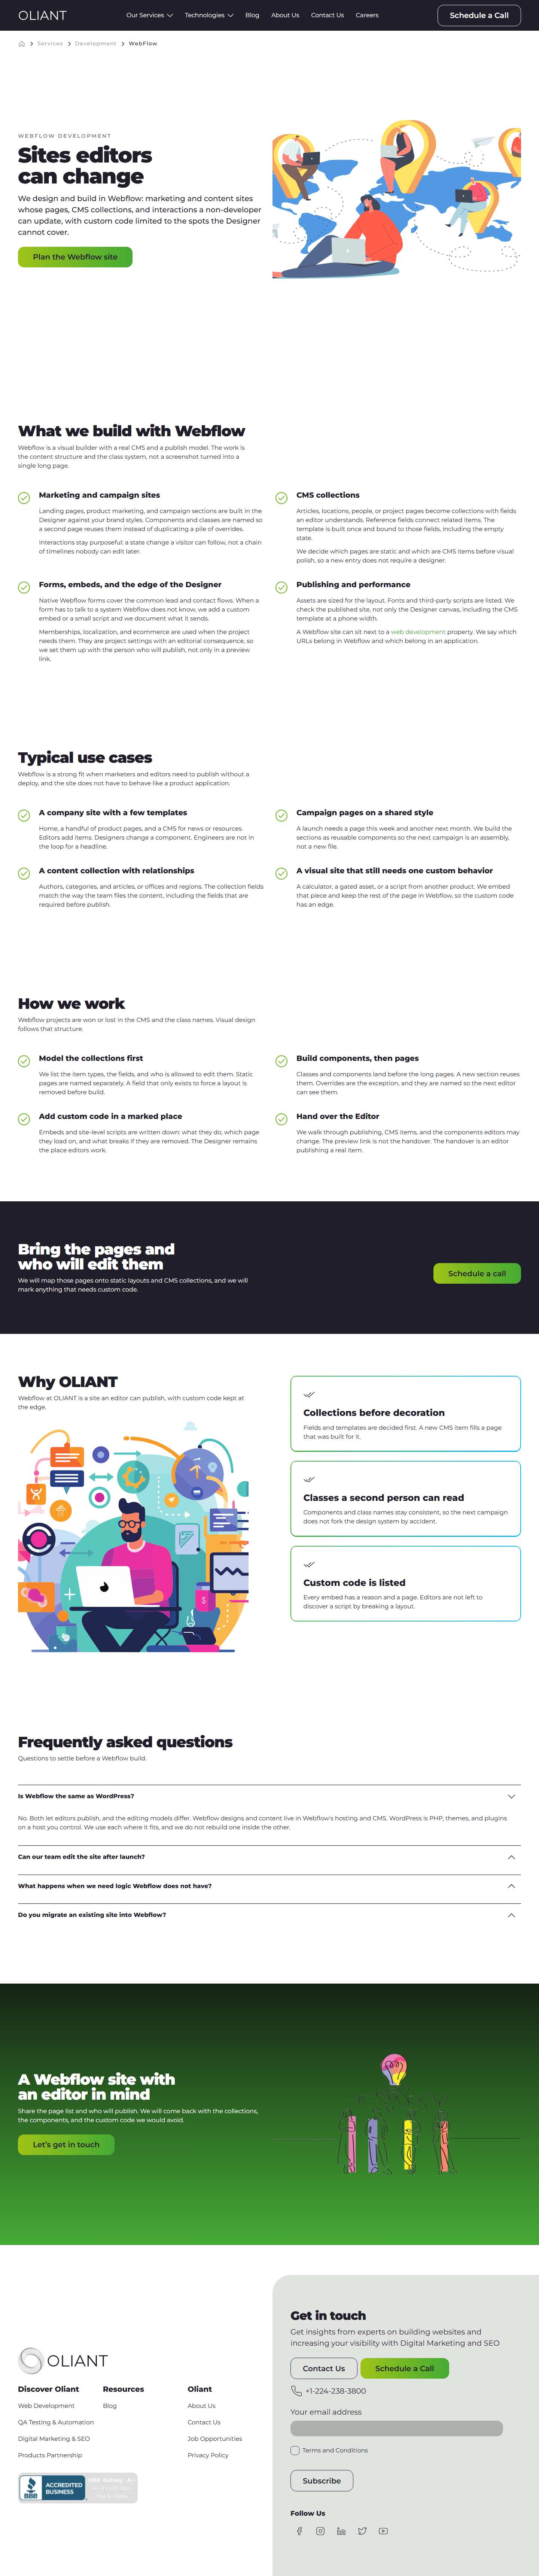 OLIANT
Our Services
Technologies
Blog
About Us
Contact Us
Careers
Schedule a Call
Services
Development
WebFlow
WEBFLOW DEVELOPMENT
Sites editors
can change
We design and build in Webflow: marketing and content sites
whose pages, CMS collections, and interactions a non-developer
can update, with custom code limited to the spots the Designer
cannot cover.
Plan the Webflow site
What we build with Webflow
Webflow is a visual builder with a real CMS and a publish model. The work is
the content structure and the class system, not a screenshot turned into a
single long page.
Marketing and campaign sites
Landing pages, product marketing, and campaign sections are built in the
Designer against your brand styles. Components and classes are named so
a second page reuses them instead of duplicating a pile of overrides.
Interactions stay purposeful: a state change a visitor can follow, not a chain
of timelines nobody can edit later.
CMS collections
Articles, locations, people, or project pages become collections with fields
an editor understands. Reference fields connect related items. The
template is built once and bound to those fields, including the empty
state.
We decide which pages are static and which are CMS items before visual
polish, so a new entry does not require a designer.
Forms, embeds, and the edge of the Designer
Native Webflow forms cover the common lead and contact flows. When a
form has to talk to a system Webflow does not know, we add a custom
embed or a small script and we document what it sends.
Memberships, localization, and ecommerce are used when the project
needs them. They are project settings with an editorial consequence, so
we set them up with the person who will publish, not only in a preview
link.
Publishing and performance
Assets are sized for the layout. Fonts and third-party scripts are listed. We
check the published site, not only the Designer canvas, including the CMS
template at a phone width.
A Webflow site can sit next to a web development property. We say which
URLs belong in Webflow and which belong in an application.
Typical use cases
Webflow is a strong fit when marketers and editors need to publish without a
deploy, and the site does not have to behave like a product application.
A company site with a few templates
Home, a handful of product pages, and a CMS for news or resources.
Editors add items. Designers change a component. Engineers are not in
the loop for a headline.
Campaign pages on a shared style
A launch needs a page this week and another next month. We build the
sections as reusable components so the next campaign is an assembly,
not a new file.
A content collection with relationships
Authors, categories, and articles, or offices and regions. The collection fields
match the way the team files the content, including the fields that are
required before publish.
A visual site that still needs one custom behavior
A calculator, a gated asset, or a script from another product. We embed
that piece and keep the rest of the page in Webflow, so the custom code
has an edge.
How we work
Webflow projects are won or lost in the CMS and the class names. Visual design
follows that structure.
Model the collections first
We list the item types, the fields, and who is allowed to edit them. Static
pages are named separately. A field that only exists to force a layout is
removed before build.
Build components, then pages
Classes and components land before the long pages. A new section reuses
them. Overrides are the exception, and they are named so the next editor
can see them.
Add custom code in a marked place
Embeds and site-level scripts are written down: what they do, which page
they load on, and what breaks if they are removed. The Designer remains
the place editors work.
Hand over the Editor
We walk through publishing, CMS items, and the components editors may
change. The preview link is not the handover. The handover is an editor
publishing a real item.
Bring the pages and
who will edit them
We will map those pages onto static layouts and CMS collections, and we will
mark anything that needs custom code.
Schedule a call
Why OLIANT
Webflow at OLIANT is a site an editor can publish, with custom code kept at
the edge.
Collections before decoration
Fields and templates are decided first. A new CMS item fills a page
that was built for it.
Classes a second person can read
Components and class names stay consistent, so the next campaign
does not fork the design system by accident.
Custom code is listed
Every embed has a reason and a page. Editors are not left to
discover a script by breaking a layout.
Frequently asked questions
Questions to settle before a Webflow build.
Is Webflow the same as WordPress?
No. Both let editors publish, and the editing models differ. Webflow designs and content live in Webflow's hosting and CMS. WordPress is PHP, themes, and plugins
on a host you control. We use each where it fits, and we do not rebuild one inside the other.
Can our team edit the site after launch?
What happens when we need logic Webflow does not have?
Do you migrate an existing site into Webflow?
A Webflow site with
an editor in mind
Share the page list and who will publish. We will come back with the collections,
the components, and the custom code we would avoid.
Let's get in touch
OLIANT
Discover Oliant
Web Development
QA Testing & Automation
Digital Marketing & SEO
Products Partnership
Resources
Blog
Oliant
About Us
Contact Us
Job Opportunities
Privacy Policy
BBB
ACCREDITED
BUSINESS
BBB Rating: A+
Get in touch
Get insights from experts on building websites and
increasing your visibility with Digital Marketing and SEO
Contact Us
Schedule a Call
+1-224-238-3800
Your email address
Terms and Conditions
Subscribe
Follow Us